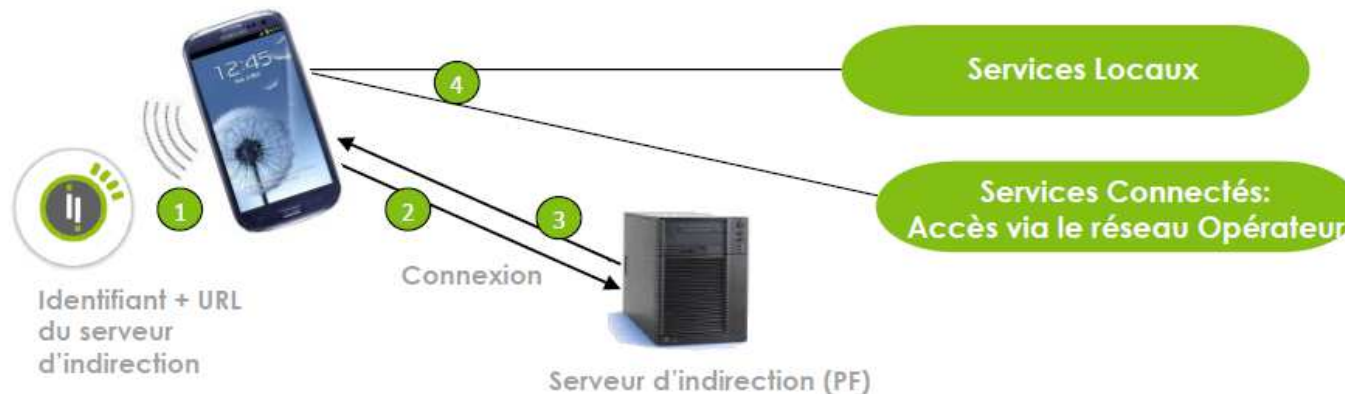 12:45
1
Identifiant + URL
du serveur
d'indirection
2
3
Connexion
Serveur d'indirection (PF)
4
Services Locaux
Services Connectés:
Accès via le réseau Opérateur